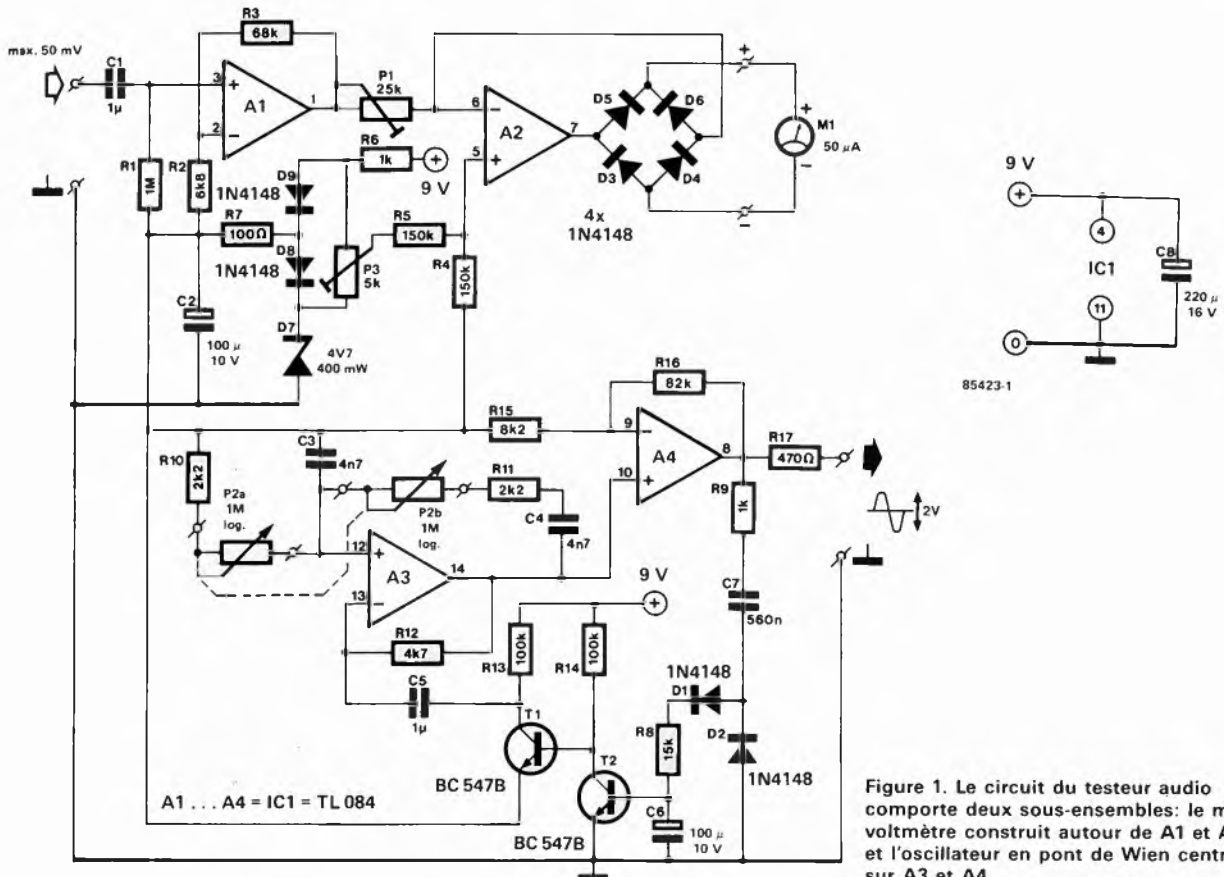 max. 50 mV
C1
1µ
R3
68k
3
+
2
−
A1
1
P1
25k
6
−
5
+
A2
7
D5
D6
D3
D4
4x
1N4148
+
−
+
M1
50 µA
−
R1
1M
R2
6k8
1N4148
D9
R6
1k
+
9 V
R7
100Ω
D8
1N4148
P3
5k
R5
150k
R4
150k
C2
100 µ
10 V
D7
4V7
400 mW
9 V
+
4
IC1
11
0
C8
220 µ
16 V
85423-1
R16
82k
R15
8k2
9
−
10
+
A4
8
R17
470Ω
2V
R9
1k
C7
560n
R10
2k2
P2a
1M
log.
C3
4n7
P2b
1M
log.
R11
2k2
C4
4n7
12
+
13
−
A3
14
R12
4k7
C5
1µ
9 V
+
R13
100k
R14
100k
T1
BC 547B
T2
BC 547B
1N4148
D1
D2
1N4148
R8
15k
C6
100 µ
10 V
A1 . . . A4 = IC1 = TL 084
Figure 1. Le circuit du testeur audio
comporte deux sous-ensembles: le m
voltmètre construit autour de A1 et A
et l'oscillateur en pont de Wien centr
sur A3 et A4